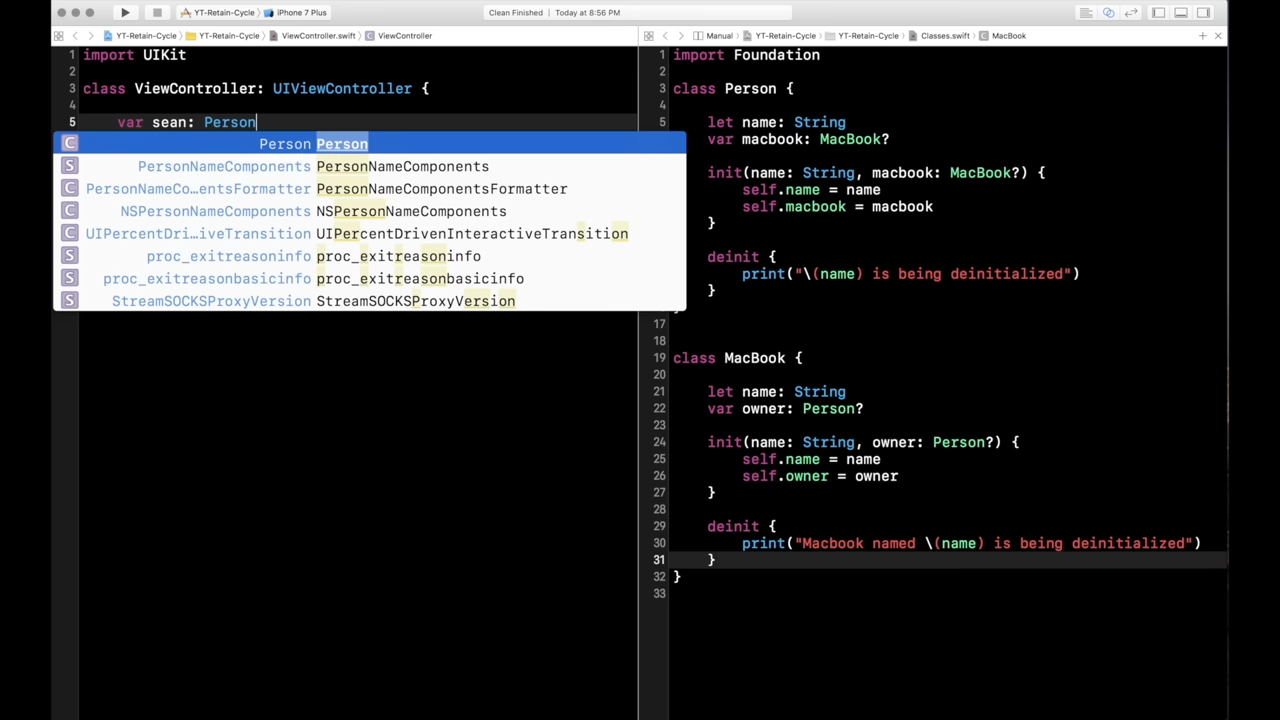 YT-Retain-Cycle iPhone 7 Plus
Clean Finished | Today at 8:56 PM
YT-Retain-Cycle YT-Retain-Cycle ViewController.swift ViewController
1 import UIKit
2
3 class ViewController: UIViewController {
4
5 var sean: Person
C Person Person
S PersonNameComponents PersonNameComponents
C PersonNameCo…entsFormatter PersonNameComponentsFormatter
C NSPersonNameComponents NSPersonNameComponents
C UIPercentDri…iveTransition UIPercentDrivenInteractiveTransition
S proc_exitreasoninfo proc_exitreasoninfo
S proc_exitreasonbasicinfo proc_exitreasonbasicinfo
S StreamSOCKSProxyVersion StreamSOCKSProxyVersion
Manual YT-Retain-Cycle YT-Retain-Cycle Classes.swift MacBook
1 import Foundation
2
3 class Person {
4
5 let name: String
var macbook: MacBook?
init(name: String, macbook: MacBook?) {
self.name = name
self.macbook = macbook
}
deinit {
print("\(name) is being deinitialized")
}
17
18
19 class MacBook {
20
21 let name: String
22 var owner: Person?
23
24 init(name: String, owner: Person?) {
25 self.name = name
26 self.owner = owner
27 }
28
29 deinit {
30 print("Macbook named \(name) is being deinitialized")
31 }
32 }
33